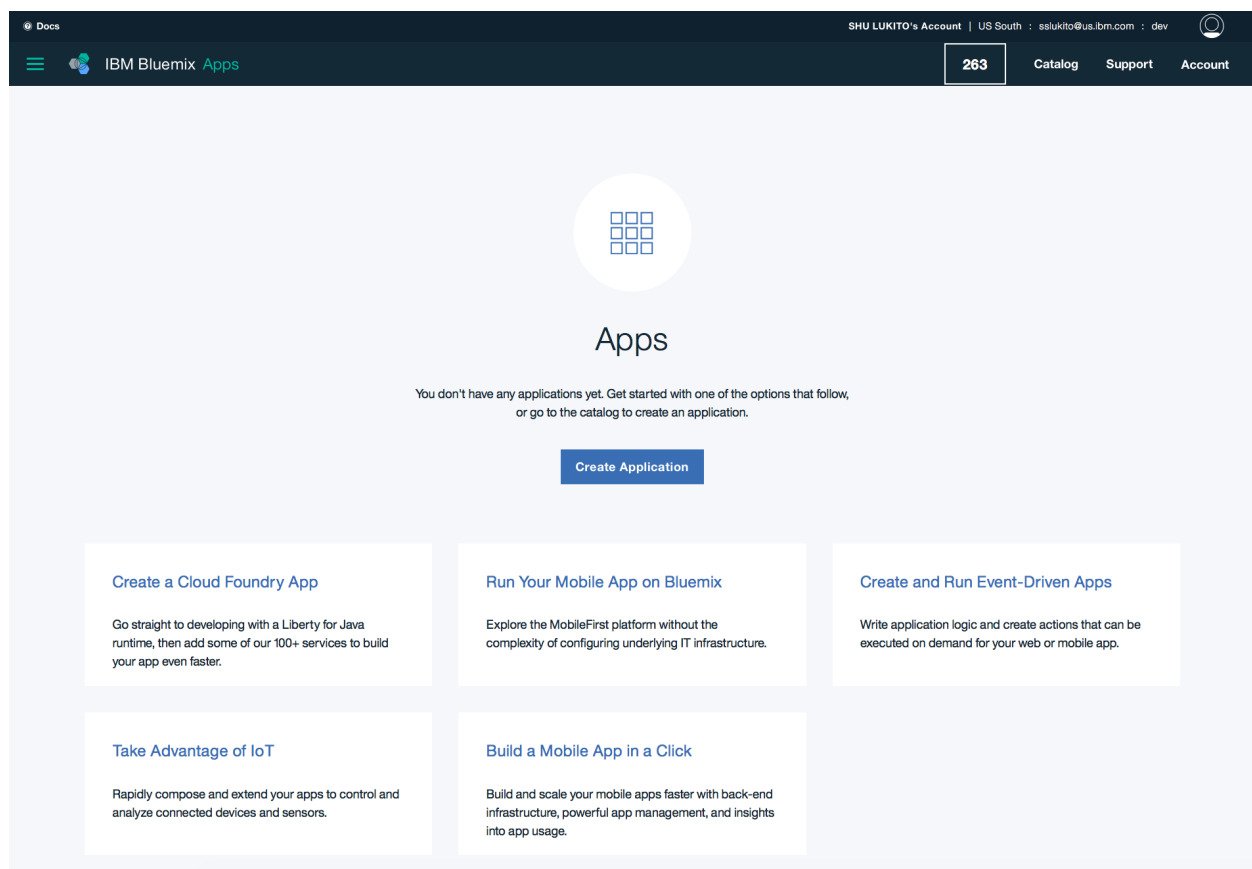 Docs
SHU LUKITO's Account | US South : sslukito@us.ibm.com : dev
IBM Bluemix Apps
263
Catalog
Support
Account
Apps
You don't have any applications yet. Get started with one of the options that follow,
or go to the catalog to create an application.
Create Application
Create a Cloud Foundry App
Go straight to developing with a Liberty for Java
runtime, then add some of our 100+ services to build
your app even faster.
Run Your Mobile App on Bluemix
Explore the MobileFirst platform without the
complexity of configuring underlying IT infrastructure.
Create and Run Event-Driven Apps
Write application logic and create actions that can be
executed on demand for your web or mobile app.
Take Advantage of IoT
Rapidly compose and extend your apps to control and
analyze connected devices and sensors.
Build a Mobile App in a Click
Build and scale your mobile apps faster with back-end
infrastructure, powerful app management, and insights
into app usage.